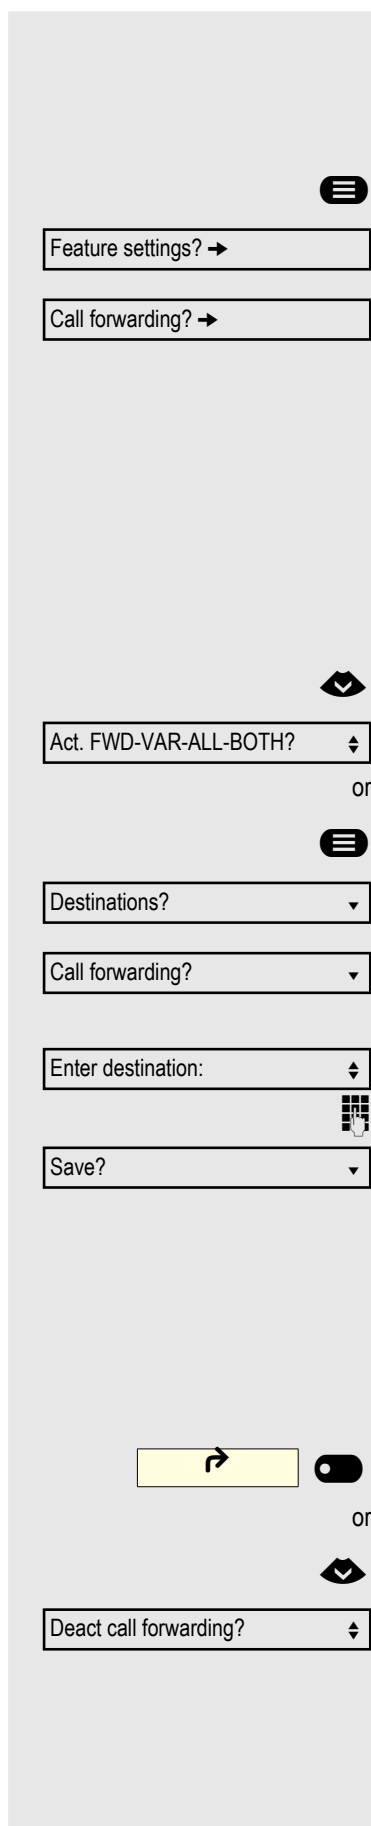 Feature settings? →
Call forwarding? →
Act. FWD-VAR-ALL-BOTH?
or
Destinations?
Call forwarding?
Enter destination:
Save?
or
Deact call forwarding?